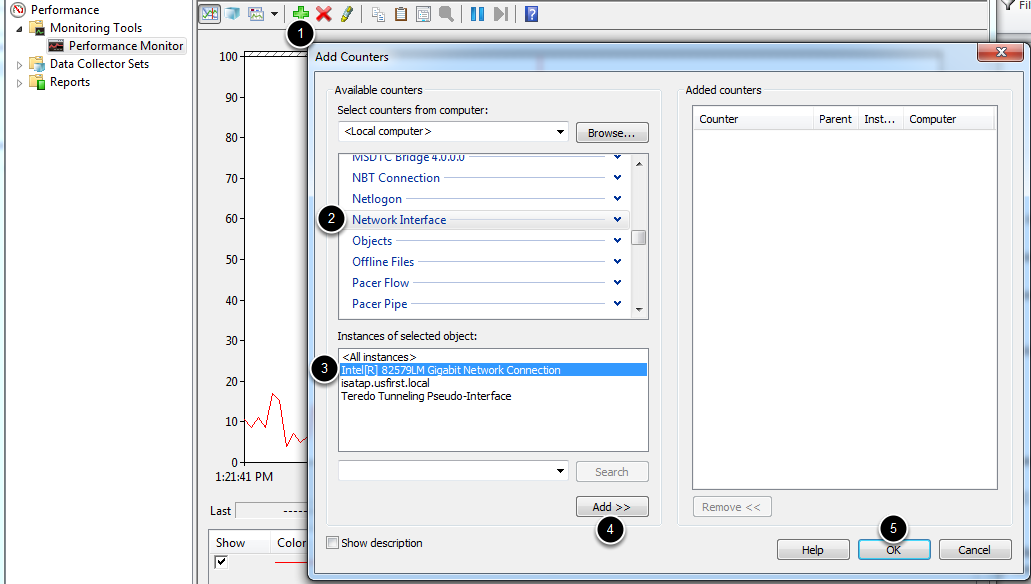 Performance
Monitoring Tools
Performance Monitor
Data Collector Sets
Reports
1
100
90
80
70
60
50
40
30
20
10
0
1:21:41 PM
Last -----
Show Color
Fil
Add Counters
Available counters
Select counters from computer:
<Local computer>
Browse...
MSDTC Bridge 4.0.0.0
NBT Connection
Netlogon
2
Network Interface
Objects
Offline Files
Pacer Flow
Pacer Pipe
Instances of selected object:
<All instances>
3
Intel[R] 82579LM Gigabit Network Connection
isatap.usfirst.local
Teredo Tunneling Pseudo-Interface
Search
Add >>
4
Show description
Added counters
Counter Parent Inst... Computer
Remove <<
5
Help OK Cancel